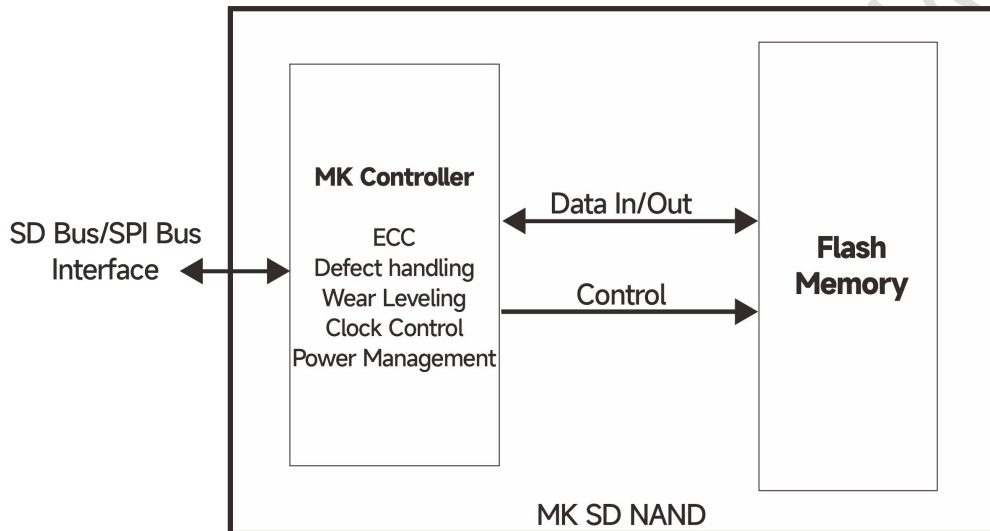 SD Bus/SPI Bus
Interface
MK Controller
ECC
Defect handling
Wear Leveling
Clock Control
Power Management
Data In/Out
Control
Flash
Memory
MK SD NAND